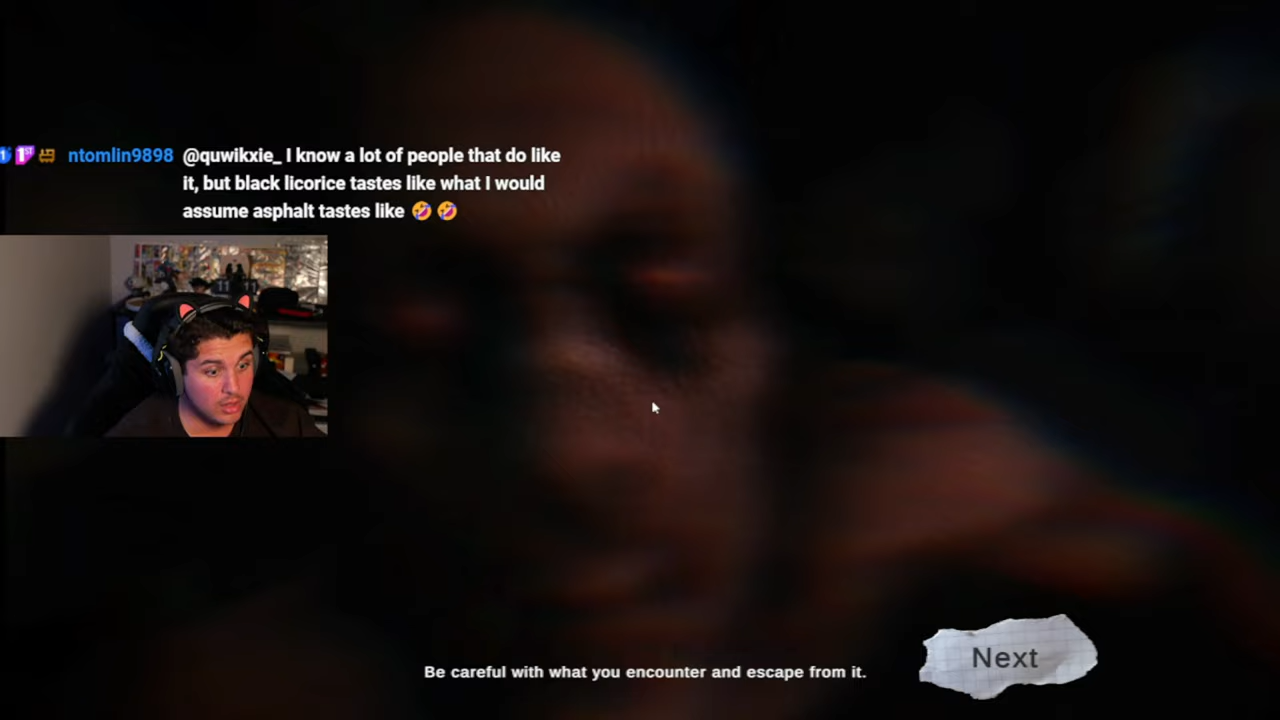 ntomlin9898 @quwikxie_ I know a lot of people that do like
it, but black licorice tastes like what I would
assume asphalt tastes like 🤣 🤣
Be careful with what you encounter and escape from it.
Next